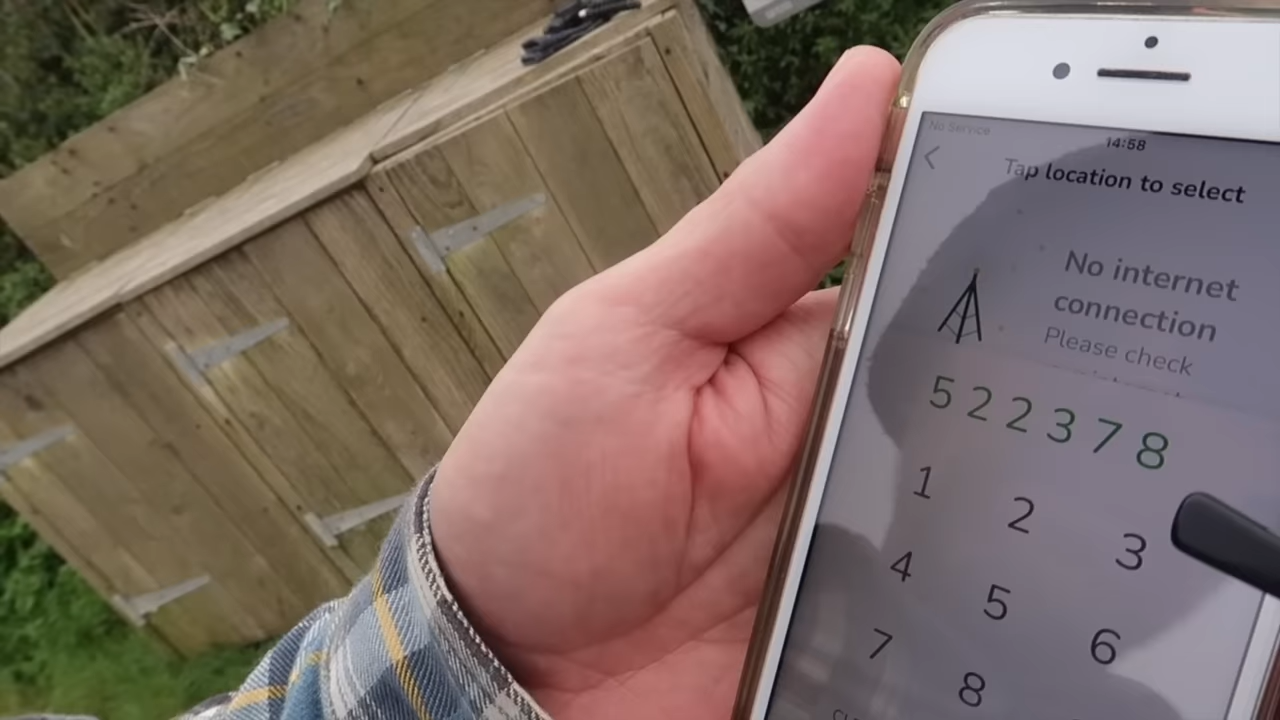 No Service
14:58
Tap location to select
No internet
connection
Please check
522378
1 2 3
4 5 6
7 8